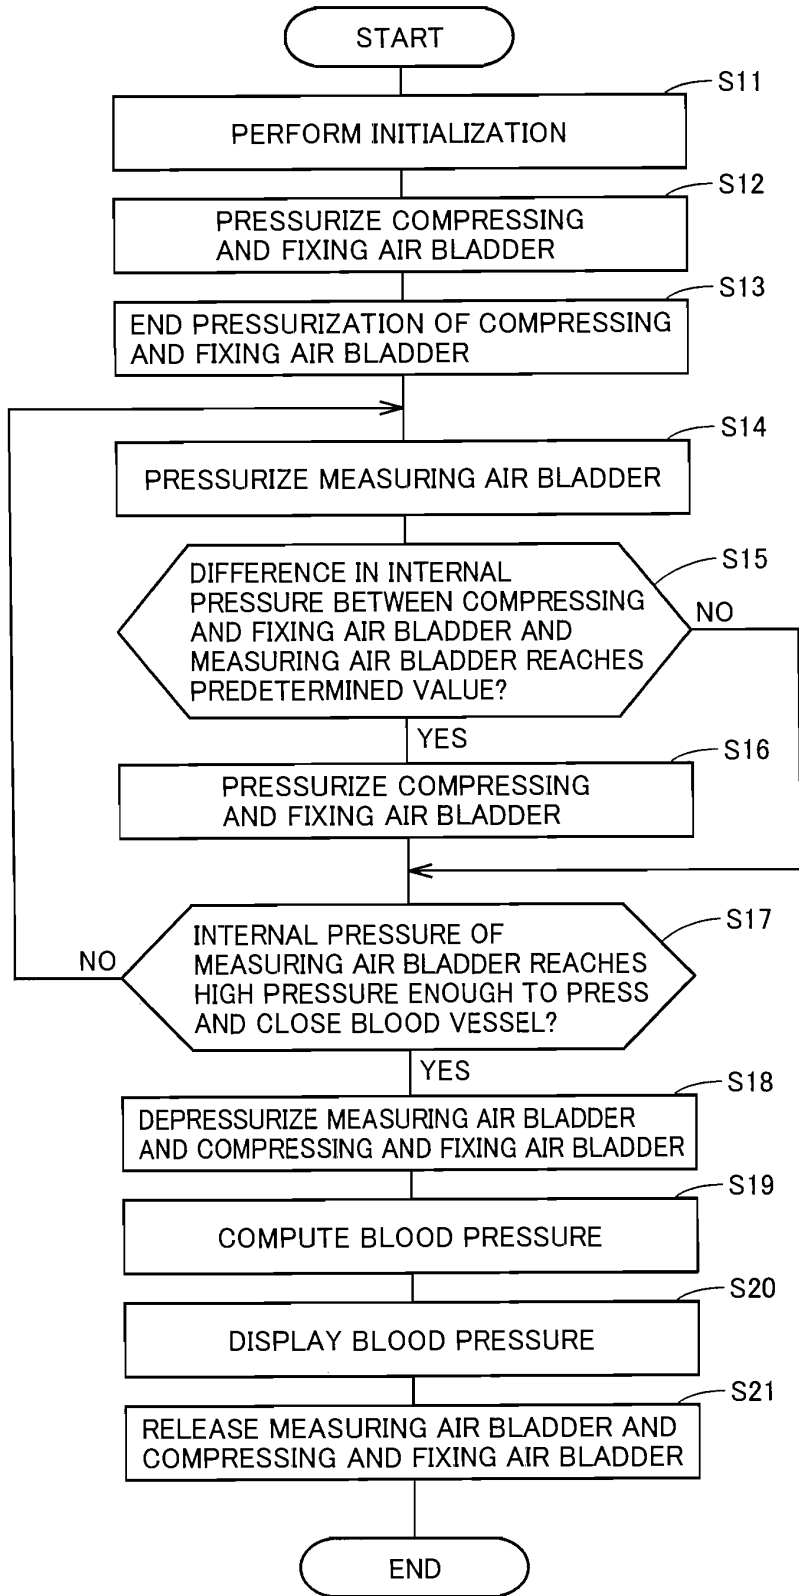 START
S11
PERFORM INITIALIZATION
S12
PRESSURIZE COMPRESSING
AND FIXING AIR BLADDER
S13
END PRESSURIZATION OF COMPRESSING
AND FIXING AIR BLADDER
S14
PRESSURIZE MEASURING AIR BLADDER
S15
DIFFERENCE IN INTERNAL
PRESSURE BETWEEN COMPRESSING
AND FIXING AIR BLADDER AND
MEASURING AIR BLADDER REACHES
PREDETERMINED VALUE?
NO
YES
S16
PRESSURIZE COMPRESSING
AND FIXING AIR BLADDER
S17
INTERNAL PRESSURE OF
MEASURING AIR BLADDER REACHES
HIGH PRESSURE ENOUGH TO PRESS
AND CLOSE BLOOD VESSEL?
NO
YES
S18
DEPRESSURIZE MEASURING AIR BLADDER
AND COMPRESSING AND FIXING AIR BLADDER
S19
COMPUTE BLOOD PRESSURE
S20
DISPLAY BLOOD PRESSURE
S21
RELEASE MEASURING AIR BLADDER AND
COMPRESSING AND FIXING AIR BLADDER
END